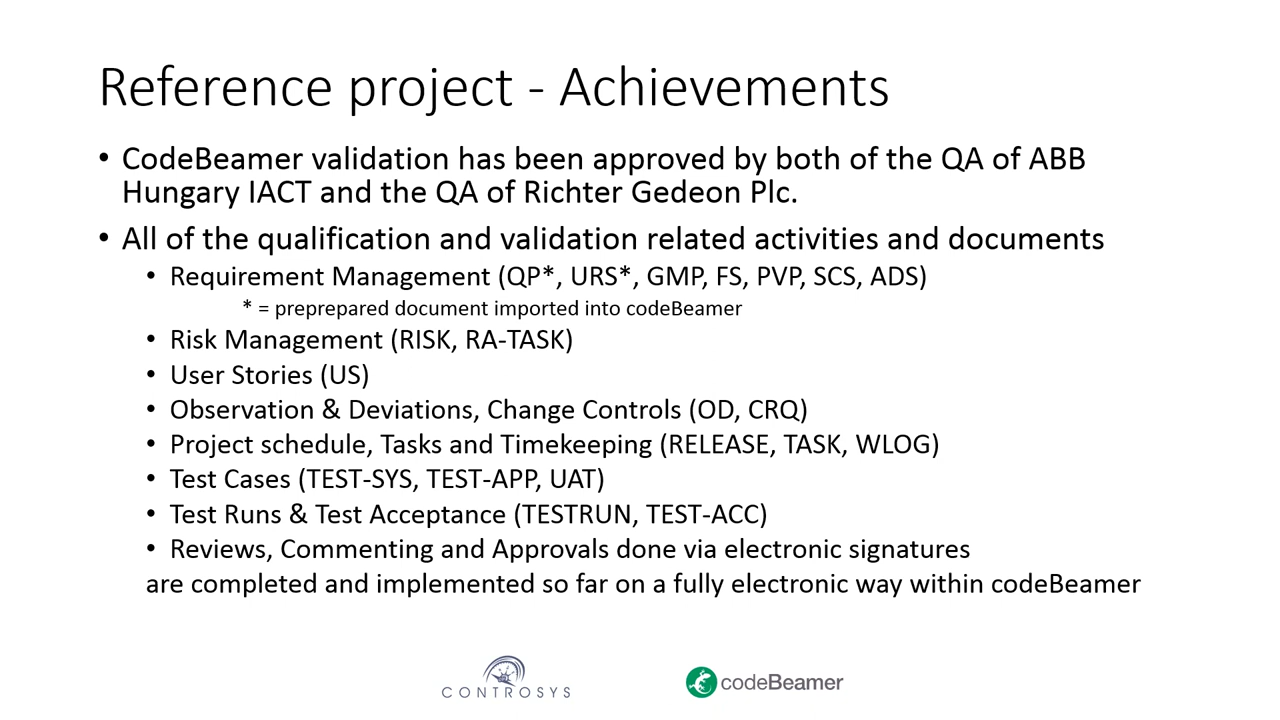 Reference project - Achievements
• CodeBeamer validation has been approved by both of the QA of ABB
Hungary IACT and the QA of Richter Gedeon Plc.
• All of the qualification and validation related activities and documents
• Requirement Management (QP*, URS*, GMP, FS, PVP, SCS, ADS)
* = preprepared document imported into codeBeamer
• Risk Management (RISK, RA-TASK)
• User Stories (US)
• Observation & Deviations, Change Controls (OD, CRQ)
• Project schedule, Tasks and Timekeeping (RELEASE, TASK, WLOG)
• Test Cases (TEST-SYS, TEST-APP, UAT)
• Test Runs & Test Acceptance (TESTRUN, TEST-ACC)
• Reviews, Commenting and Approvals done via electronic signatures
are completed and implemented so far on a fully electronic way within codeBeamer
CONTROSYS
codeBeamer